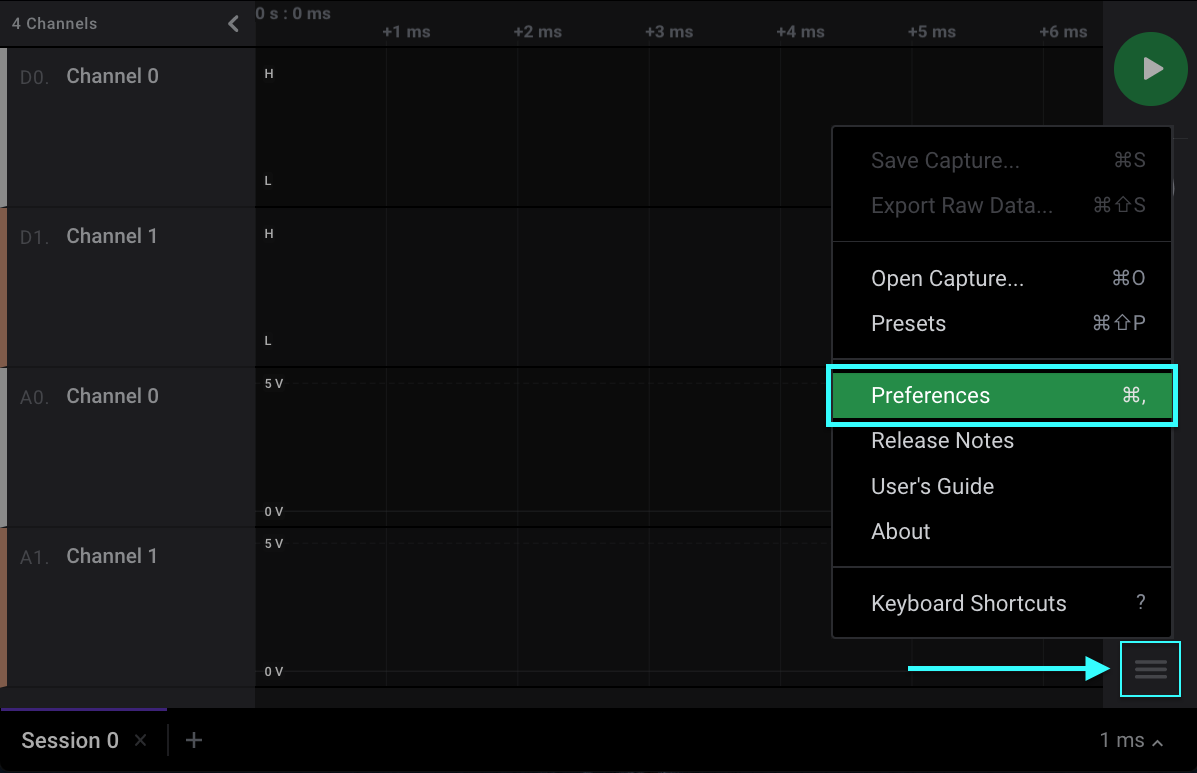 4 Channels
0 s : 0 ms
+1 ms +2 ms +3 ms +4 ms +5 ms +6 ms
D0. Channel 0
H
L
D1. Channel 1
H
L
A0. Channel 0
5 V
0 V
A1. Channel 1
5 V
0 V
Save Capture... ⌘S
Export Raw Data... ⌘⇧S
Open Capture... ⌘O
Presets ⌘⇧P
Preferences ⌘,
Release Notes
User's Guide
About
Keyboard Shortcuts ?
Session 0
1 ms